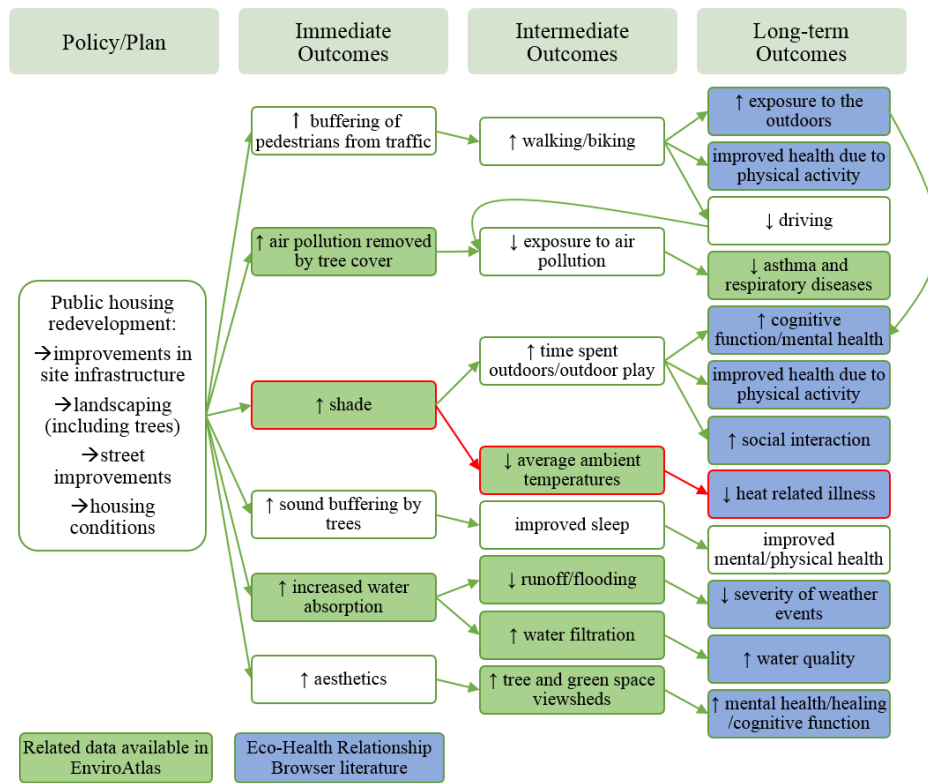 Policy/Plan
Immediate
Outcomes
Intermediate
Outcomes
Long-term
Outcomes
Public housing
redevelopment:
→improvements in
site infrastructure
→landscaping
(including trees)
→street
improvements
→housing
conditions
↑ buffering of
pedestrians from traffic
↑ air pollution removed
by tree cover
↑ shade
↑ sound buffering by
trees
↑ increased water
absorption
↑ aesthetics
↑ walking/biking
↓ exposure to air
pollution
↑ time spent
outdoors/outdoor play
↓ average ambient
temperatures
improved sleep
↓ runoff/flooding
↑ water filtration
↑ tree and green space
viewsheds
↑ exposure to the
outdoors
improved health due to
physical activity
↓ driving
↓ asthma and
respiratory diseases
↑ cognitive
function/mental health
improved health due to
physical activity
↑ social interaction
↓ heat related illness
improved
mental/physical health
↓ severity of weather
events
↑ water quality
↑ mental health/healing
/cognitive function
Related data available in
EnviroAtlas
Eco-Health Relationship
Browser literature